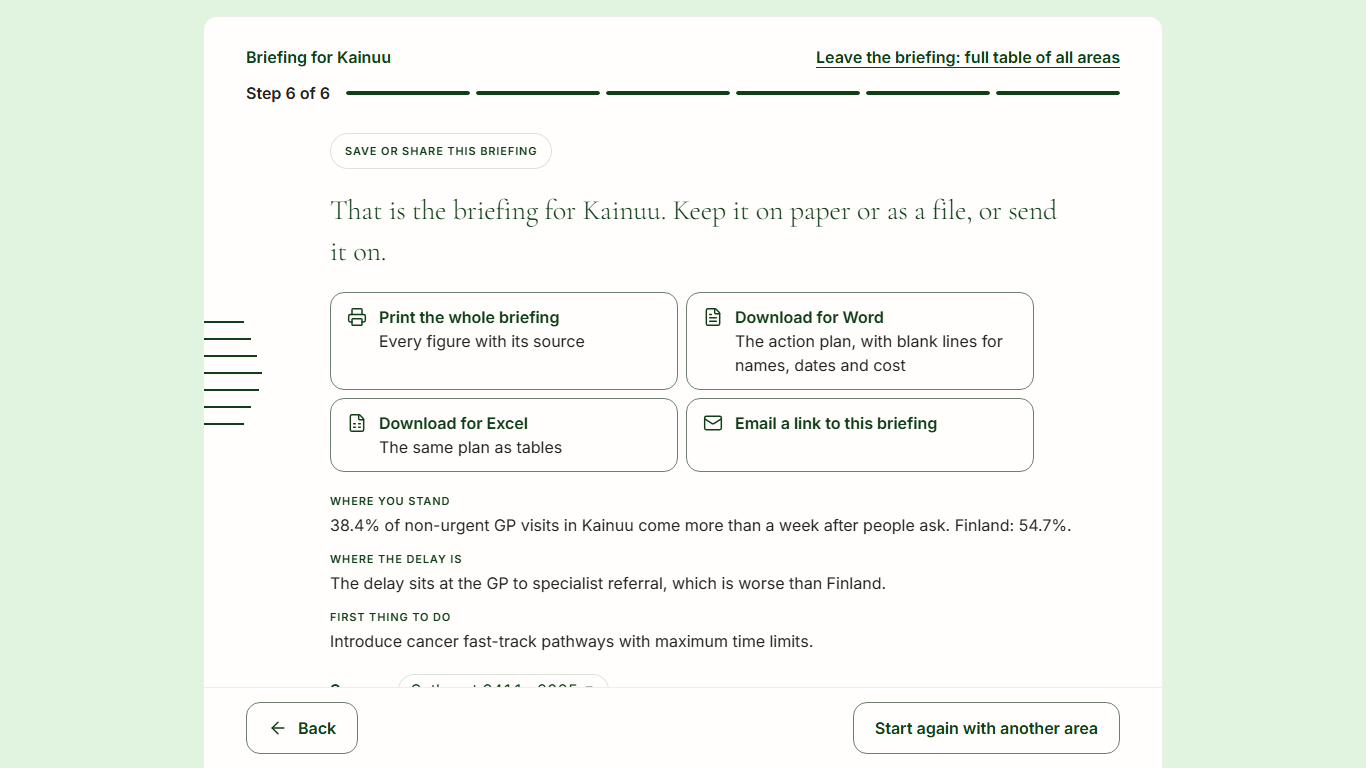 Briefing for Kainuu
Leave the briefing: full table of all areas
Step 6 of 6
SAVE OR SHARE THIS BRIEFING
That is the briefing for Kainuu. Keep it on paper or as a file, or send
it on.
Print the whole briefing
Every figure with its source
Download for Word
The action plan, with blank lines for
names, dates and cost
Download for Excel
The same plan as tables
Email a link to this briefing
WHERE YOU STAND
38.4% of non-urgent GP visits in Kainuu come more than a week after people ask. Finland: 54.7%.
WHERE THE DELAY IS
The delay sits at the GP to specialist referral, which is worse than Finland.
FIRST THING TO DO
Introduce cancer fast-track pathways with maximum time limits.
Back
Start again with another area